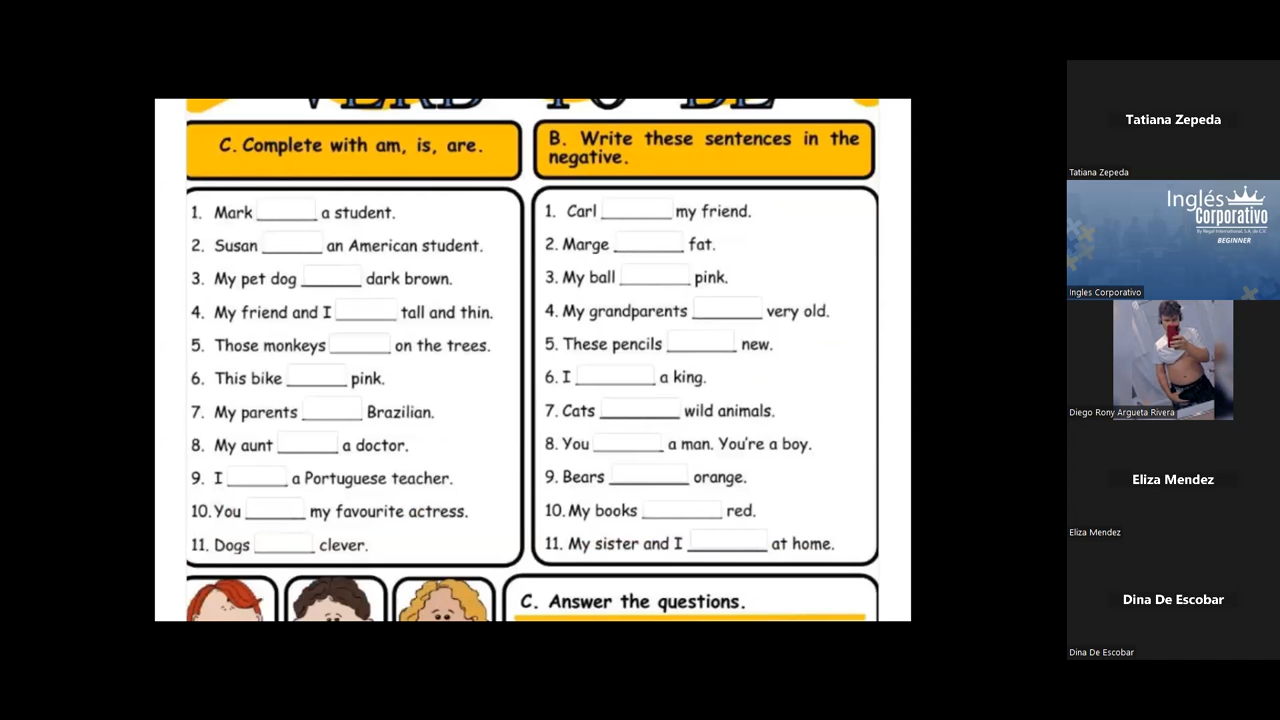 VERB TO BE
C. Complete with am, is, are.
1. Mark ______ a student.
2. Susan ______ an American student.
3. My pet dog ______ dark brown.
4. My friend and I ______ tall and thin.
5. Those monkeys ______ on the trees.
6. This bike ______ pink.
7. My parents ______ Brazilian.
8. My aunt ______ a doctor.
9. I ______ a Portuguese teacher.
10. You ______ my favourite actress.
11. Dogs ______ clever.
B. Write these sentences in the
negative.
1. Carl ______ my friend.
2. Marge ______ fat.
3. My ball ______ pink.
4. My grandparents ______ very old.
5. These pencils ______ new.
6. I ______ a king.
7. Cats ______ wild animals.
8. You ______ a man. You're a boy.
9. Bears ______ orange.
10. My books ______ red.
11. My sister and I ______ at home.
C. Answer the questions.
Tatiana Zepeda
Tatiana Zepeda
Inglés
Corporativo
By Regal International, S.A. de C.V.
BEGINNER
Ingles Corporativo
Diego Rony Argueta Rivera
Eliza Mendez
Eliza Mendez
Dina De Escobar
Dina De Escobar